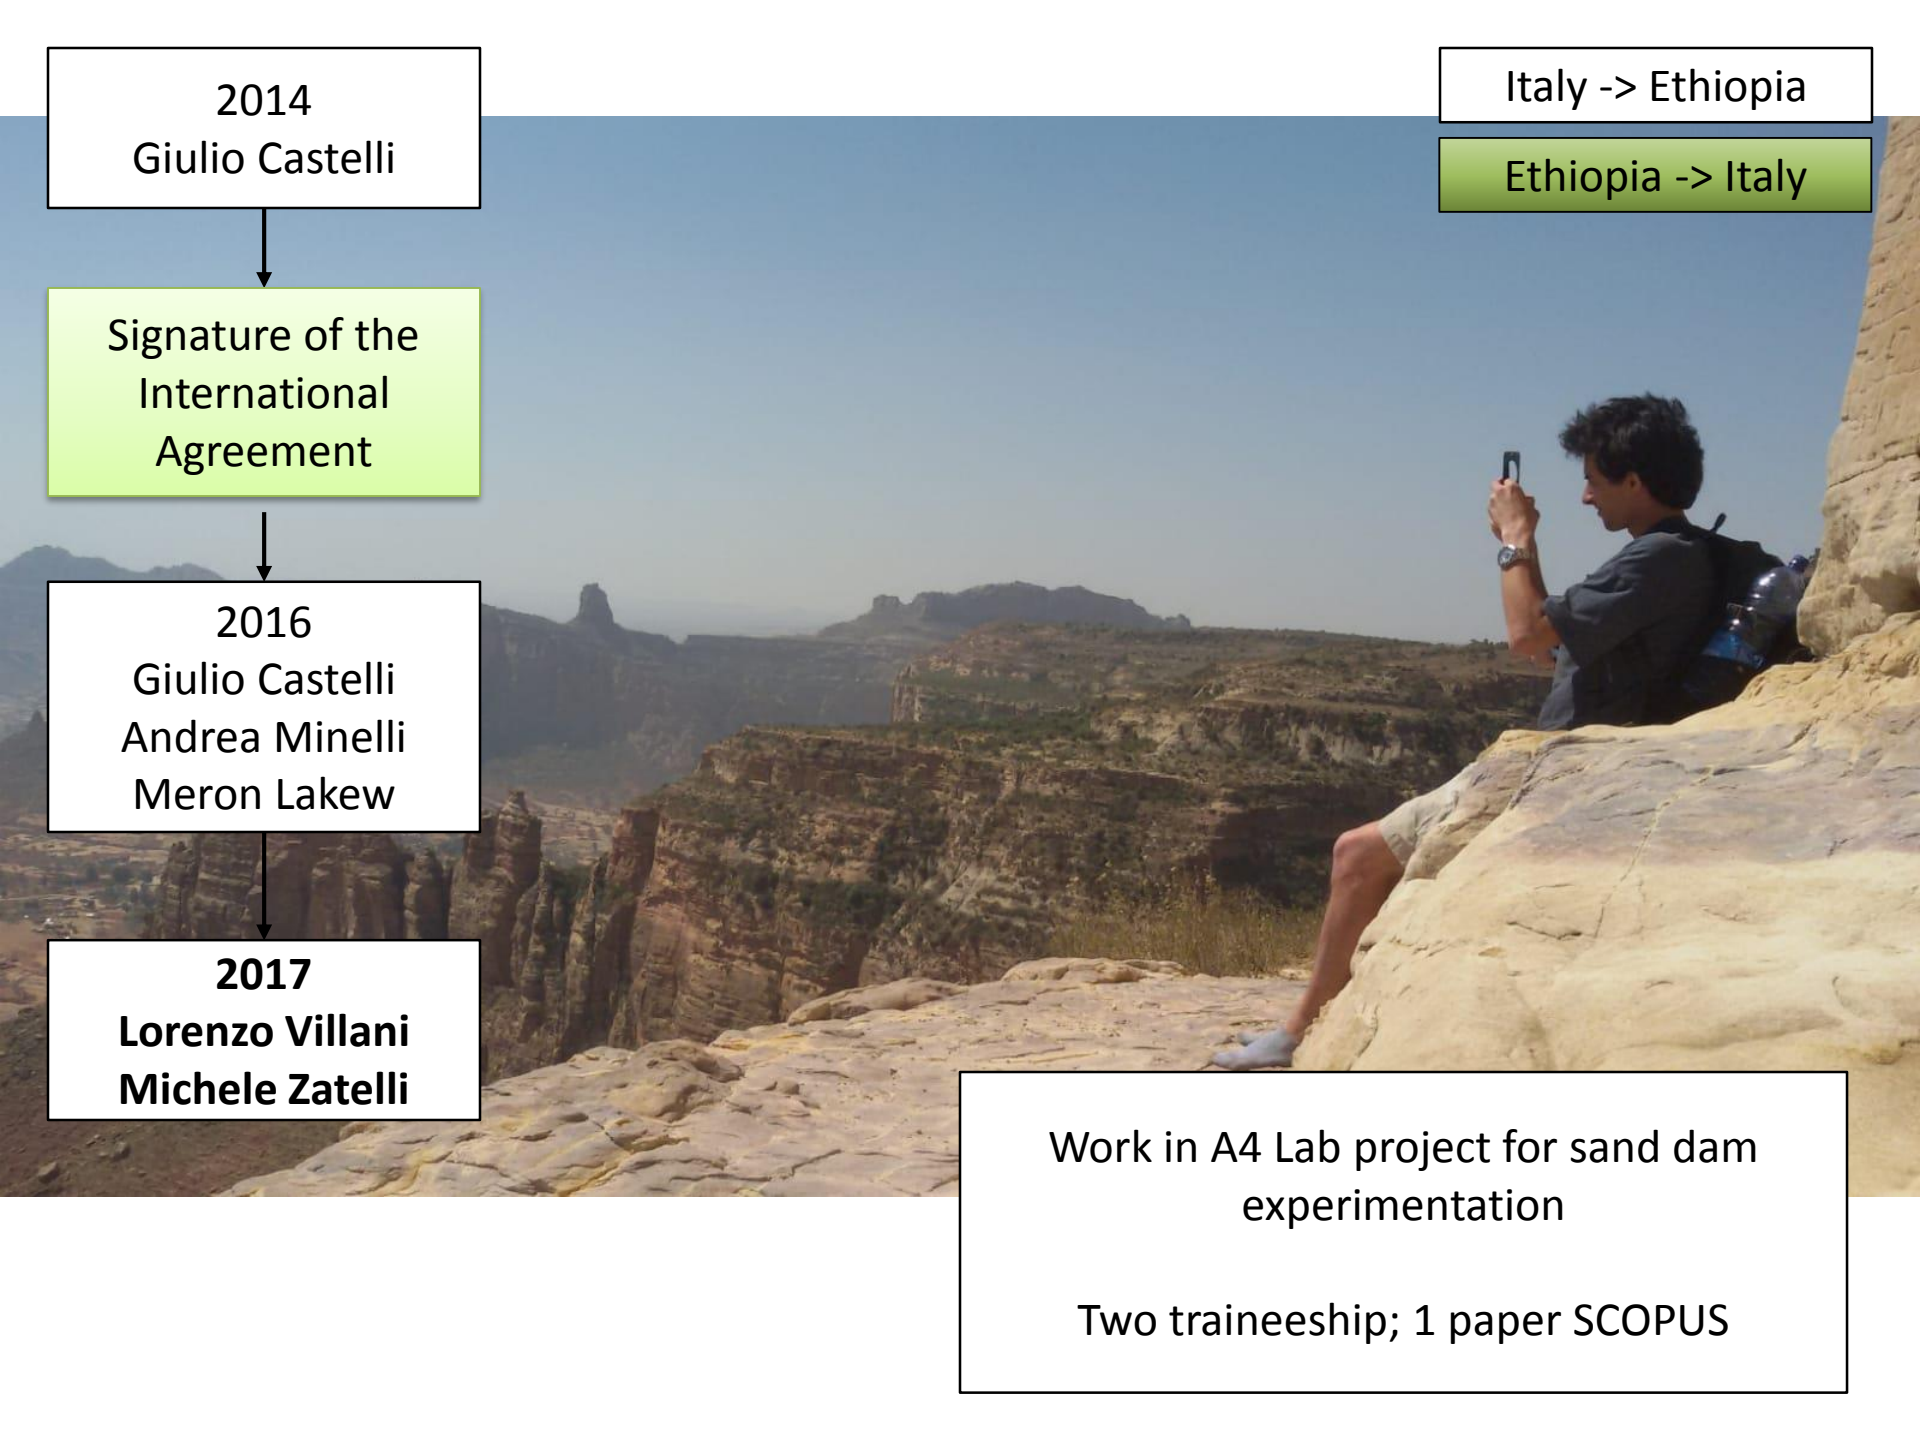 2014
Giulio Castelli
Signature of the
International
Agreement
2016
Giulio Castelli
Andrea Minelli
Meron Lakew
2017
Lorenzo Villani
Michele Zatelli
Italy -> Ethiopia
Ethiopia -> Italy
Work in A4 Lab project for sand dam
experimentation
Two traineeship; 1 paper SCOPUS